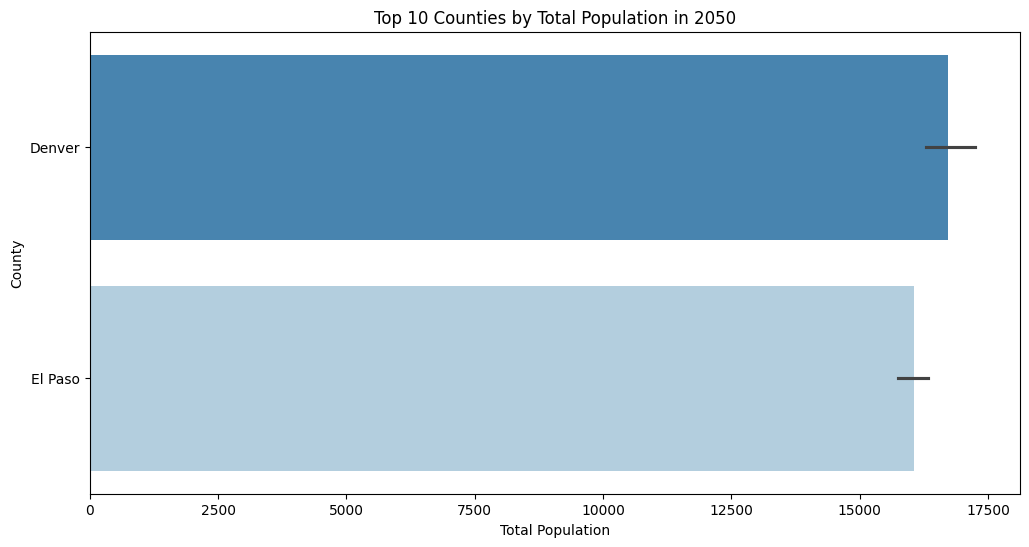 Top 10 Counties by Total Population in 2050
County
Denver
El Paso
0 2500 5000 7500 10000 12500 15000 17500
Total Population